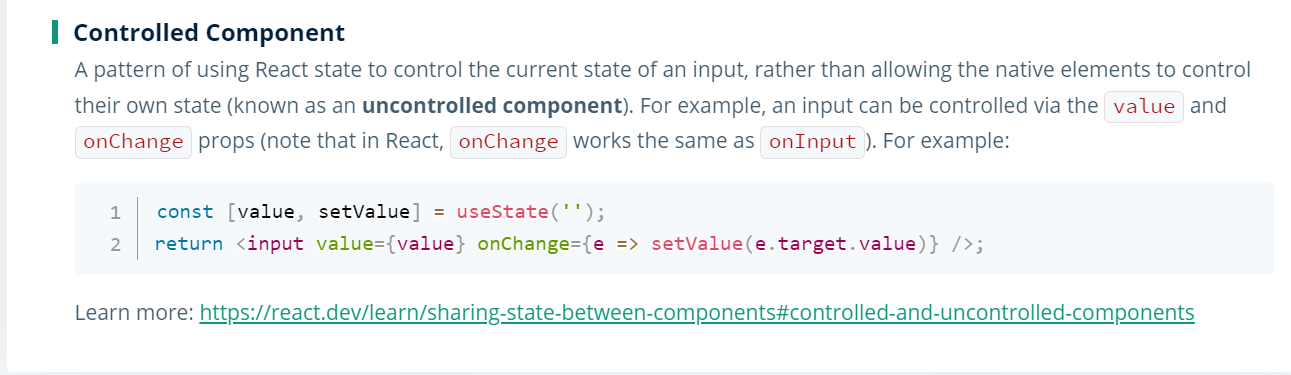 Controlled Component
A pattern of using React state to control the current state of an input, rather than allowing the native elements to control
their own state (known as an uncontrolled component). For example, an input can be controlled via the value and
onChange props (note that in React, onChange works the same as onInput). For example:
1 const [value, setValue] = useState('');
2 return <input value={value} onChange={e => setValue(e.target.value)} />;
Learn more: https://react.dev/learn/sharing-state-between-components#controlled-and-uncontrolled-components